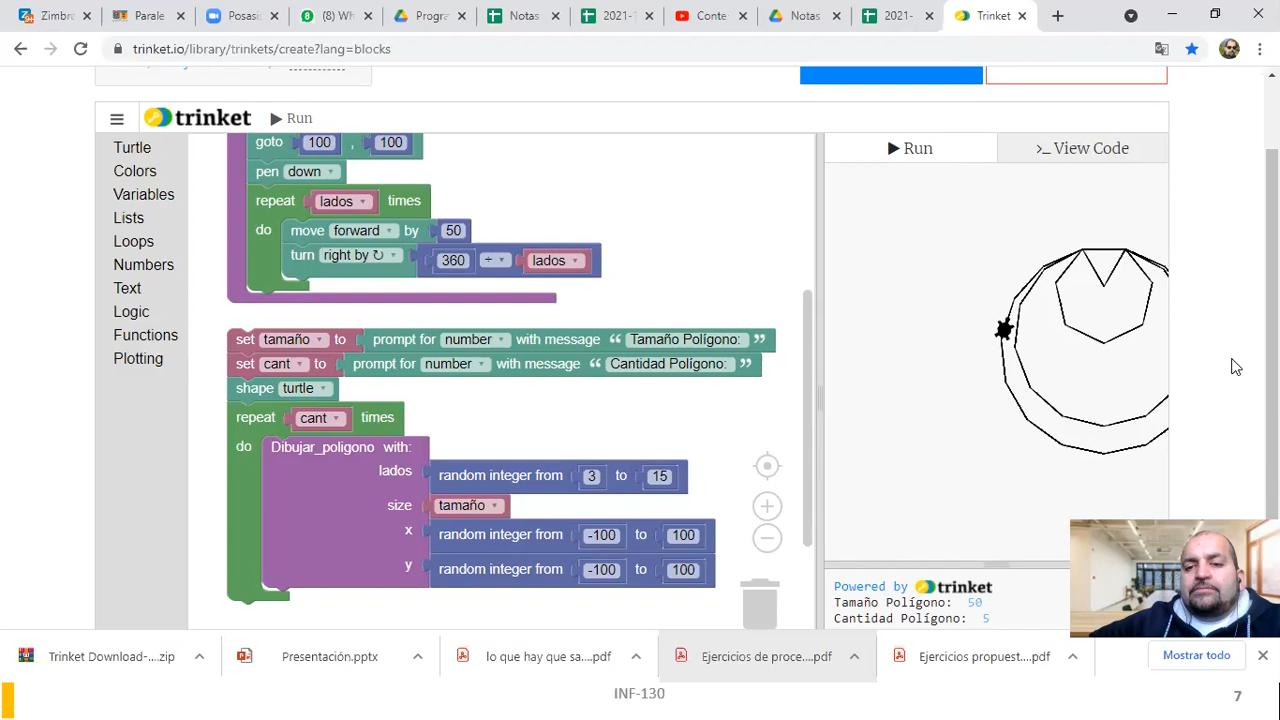 Zimbr
Parale
Posas
(8) Wh
Progra
Notas
2021-1
Conte
Notas
2021-
Trinket
trinket.io/library/trinkets/create?lang=blocks
trinket Run
Turtle
Colors
Variables
Lists
Loops
Numbers
Text
Logic
Functions
Plotting
goto 100 , 100
pen down
repeat lados times
do move forward by 50
turn right by ↻ 360 ÷ lados
set tamaño to prompt for number with message “ Tamaño Polígono: ”
set cant to prompt for number with message “ Cantidad Polígono: ”
shape turtle
repeat cant times
do Dibujar_poligono with:
lados random integer from 3 to 15
size tamaño
x random integer from -100 to 100
y random integer from -100 to 100
Run >_ View Code
Powered by trinket
Tamaño Polígono: 50
Cantidad Polígono: 5
Trinket Download-....zip
Presentación.pptx
lo que hay que sa....pdf
Ejercicios de proce....pdf
Ejercicios propuest....pdf
Mostrar todo
INF-130
7